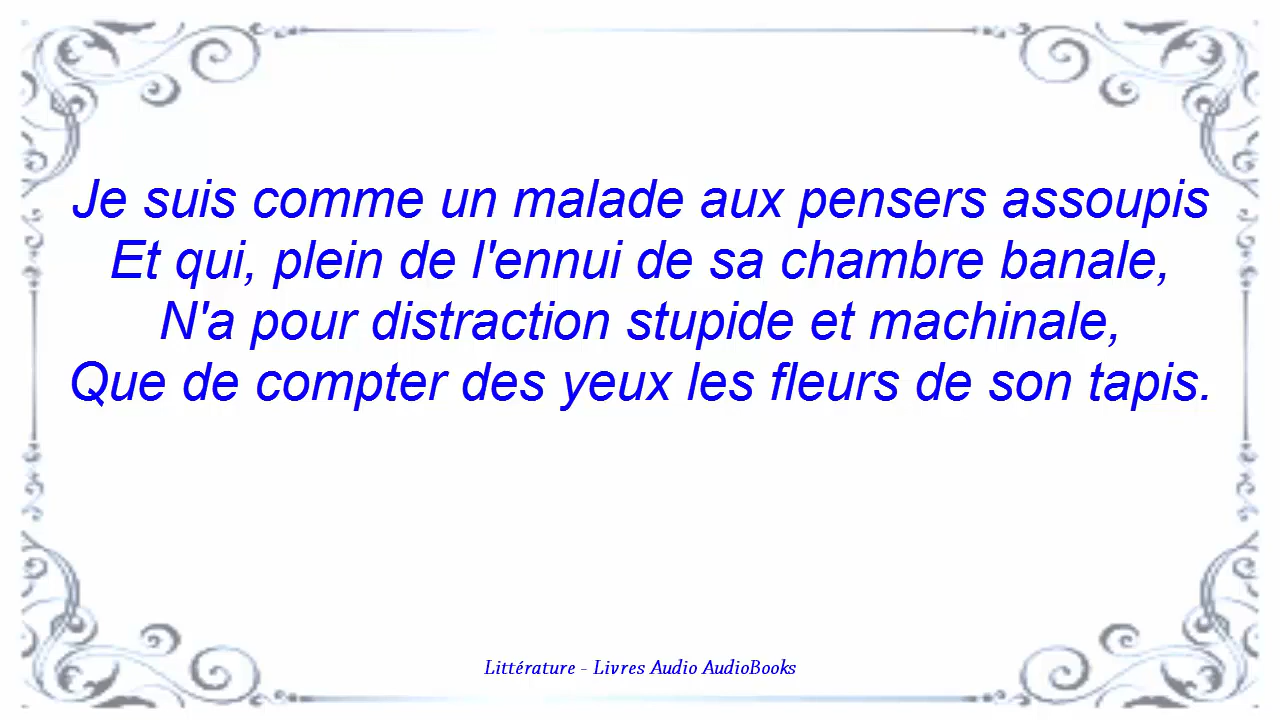 Je suis comme un malade aux pensers assoupis
Et qui, plein de l'ennui de sa chambre banale,
N'a pour distraction stupide et machinale,
Que de compter des yeux les fleurs de son tapis.
Littérature - Livres Audio AudioBooks